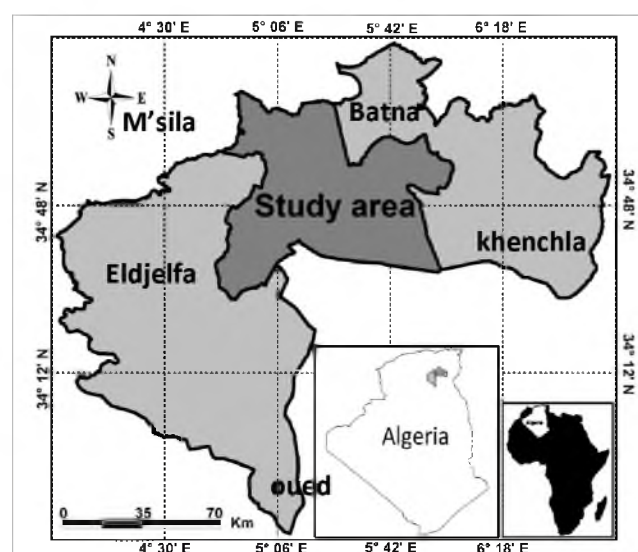 4° 30' E 5° 06' E 5° 42' E 6° 18' E
N
W E
S
M'sila
Batna
34° 48' N
34° 48' N
Study area
khenchla
Eldjelfa
34° 12' N
34° 12' N
Algeria
oued
0 35 70
Km
4° 30' E 5° 06' E 5° 42' E 6° 18' E